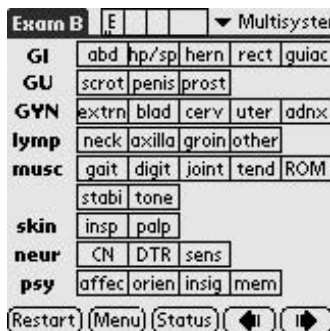 Exam B E Multisyste
GI abd hp/sp hern rect guiac
GU scrot penis prost
GYN extrn blad cerv uter adnx
lymp neck axilla groin other
musc gait digit joint tend ROM
stabi tone
skin insp palp
neur CN DTR sens
psy affec orien insig mem
Restart Menu Status